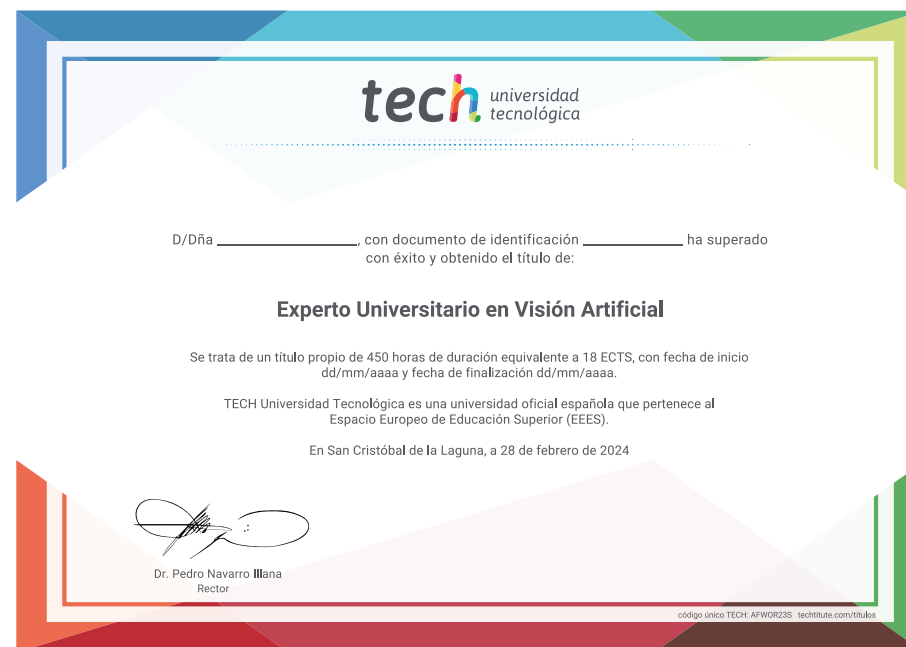 tech universidad
tecnológica
D/Dña ____________, con documento de identificación ____________ ha superado
con éxito y obtenido el título de:
Experto Universitario en Visión Artificial
Se trata de un título propio de 450 horas de duración equivalente a 18 ECTS, con fecha de inicio
dd/mm/aaaa y fecha de finalización dd/mm/aaaa.
TECH Universidad Tecnológica es una universidad oficial española que pertenece al
Espacio Europeo de Educación Superior (EEES).
En San Cristóbal de la Laguna, a 28 de febrero de 2024
Dr. Pedro Navarro Illana
Rector
código único TECH: AFWOR23S techtitute.com/titulos